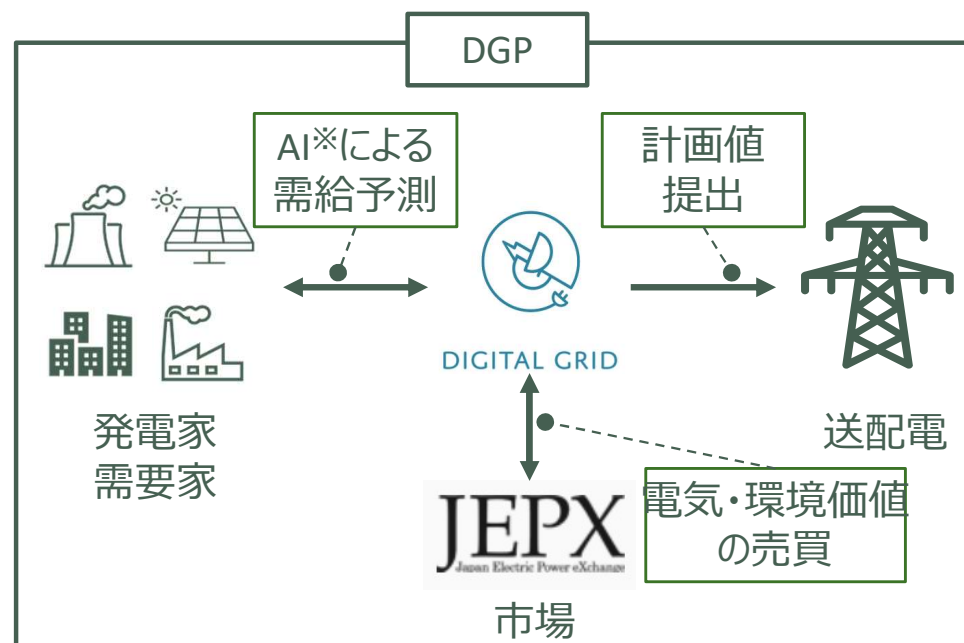 DGP
AI※による
需給予測
計画値
提出
DIGITAL GRID
発電家
需要家
送配電
電気・環境価値
の売買
JEPX
Japan Electric Power eXchange
市場